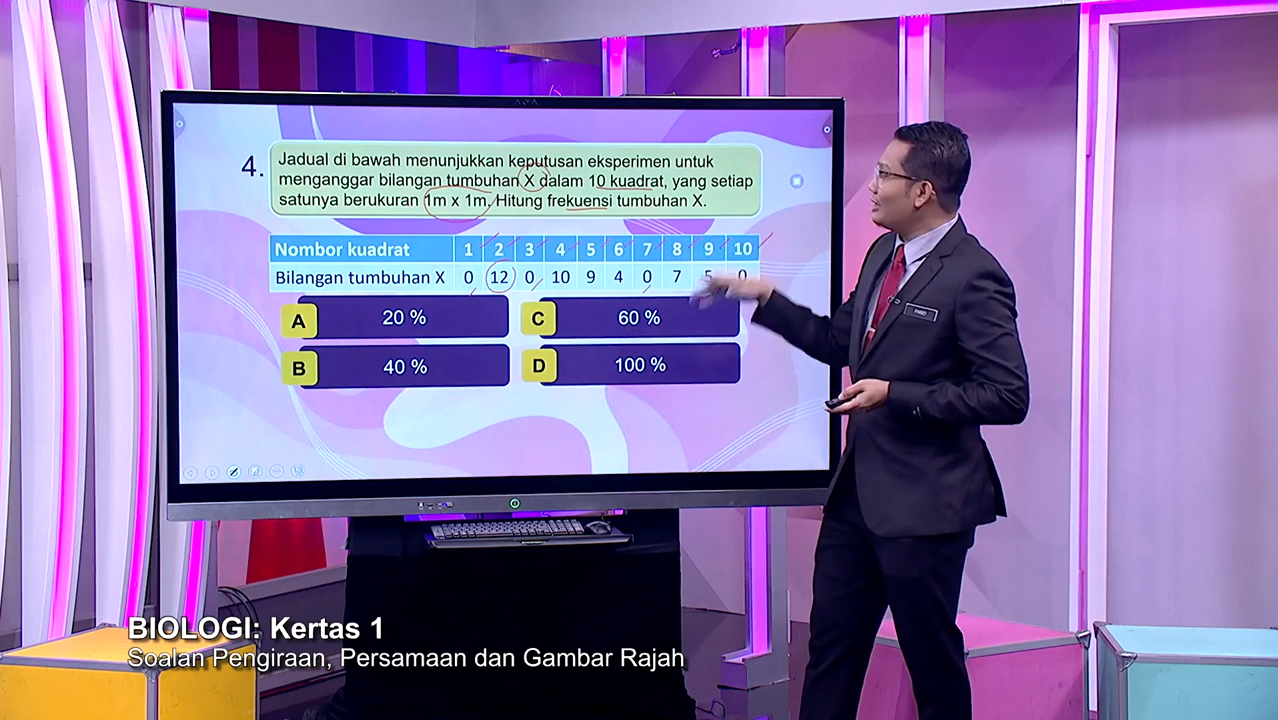 4.
Jadual di bawah menunjukkan keputusan eksperimen untuk
menganggar bilangan tumbuhan X dalam 10 kuadrat, yang setiap
satunya berukuran 1m x 1m. Hitung frekuensi tumbuhan X.
Nombor kuadrat 1 2 3 4 5 6 7 8 9 10
Bilangan tumbuhan X 0 12 0 10 9 4 0 7 5 0
A 20 % C 60 %
B 40 % D 100 %
BIOLOGI: Kertas 1
Soalan Pengiraan, Persamaan dan Gambar Rajah